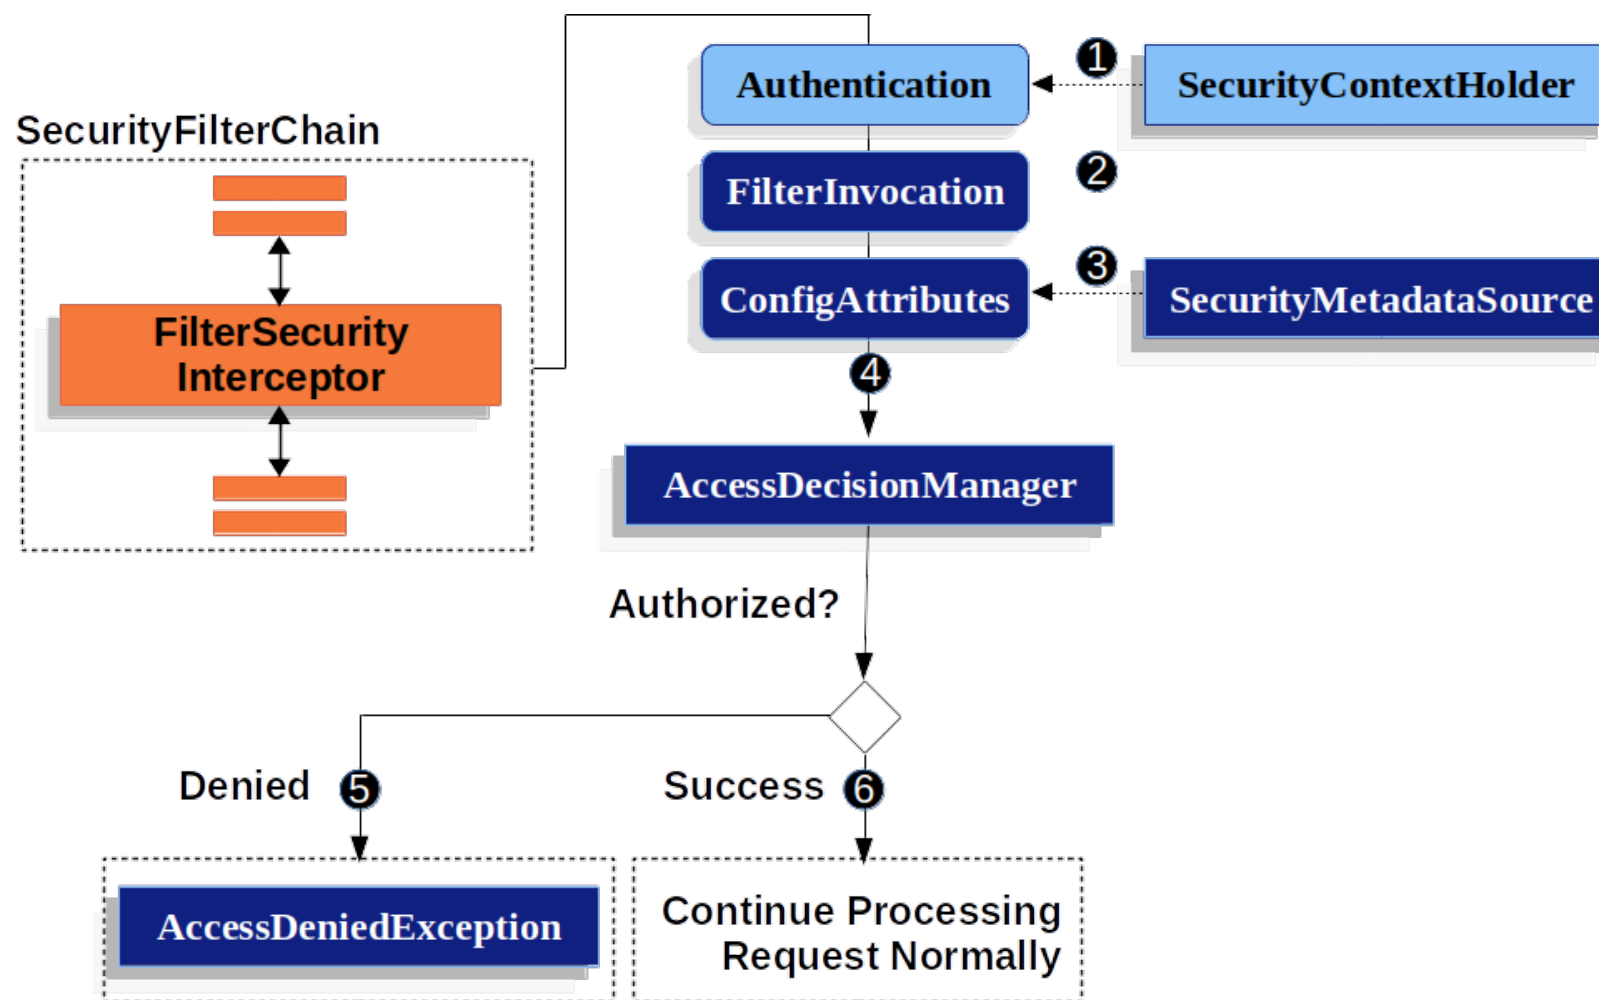 Authentication
1
SecurityContextHolder
SecurityFilterChain
FilterInvocation
2
ConfigAttributes
3
SecurityMetadataSource
FilterSecurity
Interceptor
4
AccessDecisionManager
Authorized?
Denied
5
Success
6
AccessDeniedException
Continue Processing
Request Normally